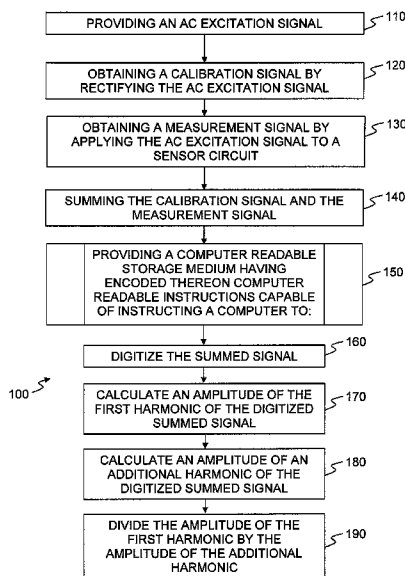 PROVIDING AN AC EXCITATION SIGNAL
110
OBTAINING A CALIBRATION SIGNAL BY
RECTIFYING THE AC EXCITATION SIGNAL
120
OBTAINING A MEASUREMENT SIGNAL BY
APPLYING THE AC EXCITATION SIGNAL TO A
SENSOR CIRCUIT
130
SUMMING THE CALIBRATION SIGNAL AND THE
MEASUREMENT SIGNAL
140
PROVIDING A COMPUTER READABLE
STORAGE MEDIUM HAVING
ENCODED THEREON COMPUTER
READABLE INSTRUCTIONS CAPABLE
OF INSTRUCTING A COMPUTER TO:
150
DIGITIZE THE SUMMED SIGNAL
160
100
CALCULATE AN AMPLITUDE OF THE
FIRST HARMONIC OF THE DIGITIZED
SUMMED SIGNAL
170
CALCULATE AN AMPLITUDE OF AN
ADDITIONAL HARMONIC OF THE
DIGITIZED SUMMED SIGNAL
180
DIVIDE THE AMPLITUDE OF THE
FIRST HARMONIC BY THE
AMPLITUDE OF THE ADDITIONAL
HARMONIC
190